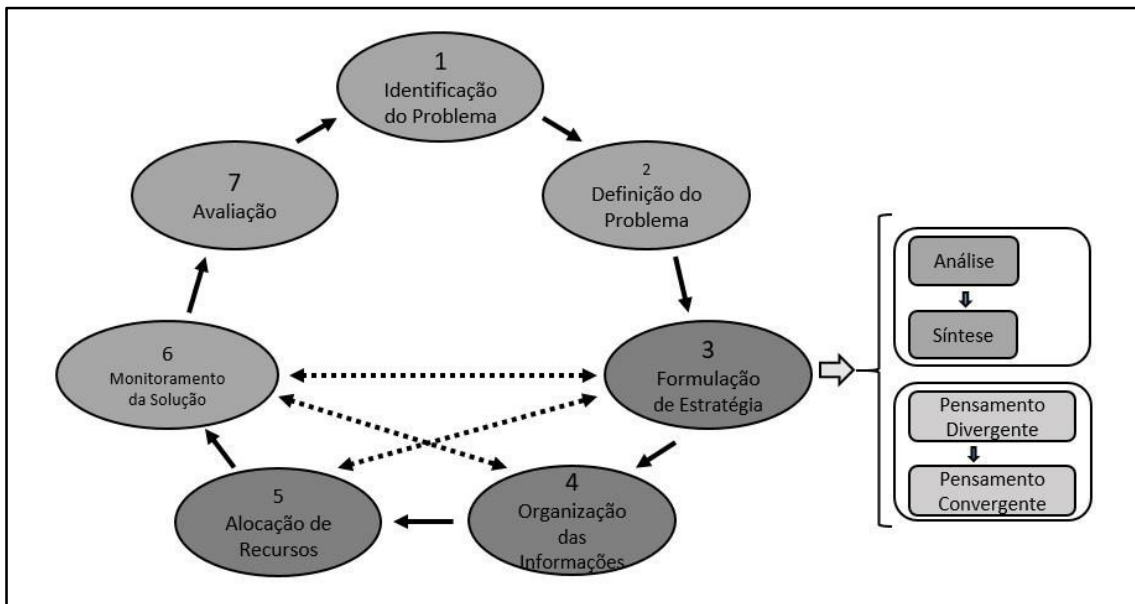 1
Identificação
do Problema
2
Definição do
Problema
3
Formulação
de Estratégia
4
Organização
das
Informações
5
Alocação de
Recursos
6
Monitoramento
da Solução
7
Avaliação
Análise
Síntese
Pensamento
Divergente
Pensamento
Convergente